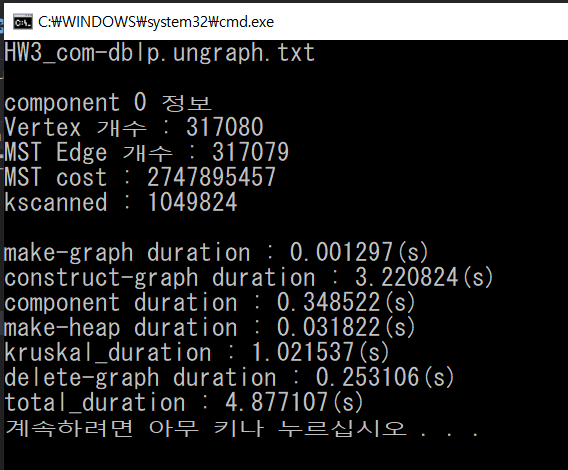 C:₩WINDOWS₩system32₩cmd.exe
HW3_com-dblp.ungraph.txt
component 0 정보
Vertex 개수 : 317080
MST Edge 개수 : 317079
MST cost : 2747895457
kscanned : 1049824
make-graph duration : 0.001297(s)
construct-graph duration : 3.220824(s)
component duration : 0.348522(s)
make-heap duration : 0.031822(s)
kruskal_duration : 1.021537(s)
delete-graph duration : 0.253106(s)
total_duration : 4.877107(s)
계속하려면 아무 키나 누르십시오 . . .